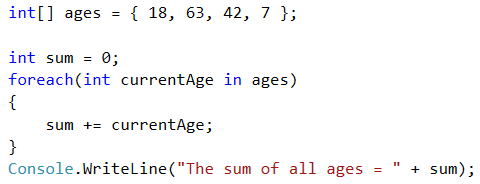 int[] ages = { 18, 63, 42, 7 };

int sum = 0;
foreach(int currentAge in ages)
{
    sum += currentAge;
}
Console.WriteLine("The sum of all ages = " + sum);